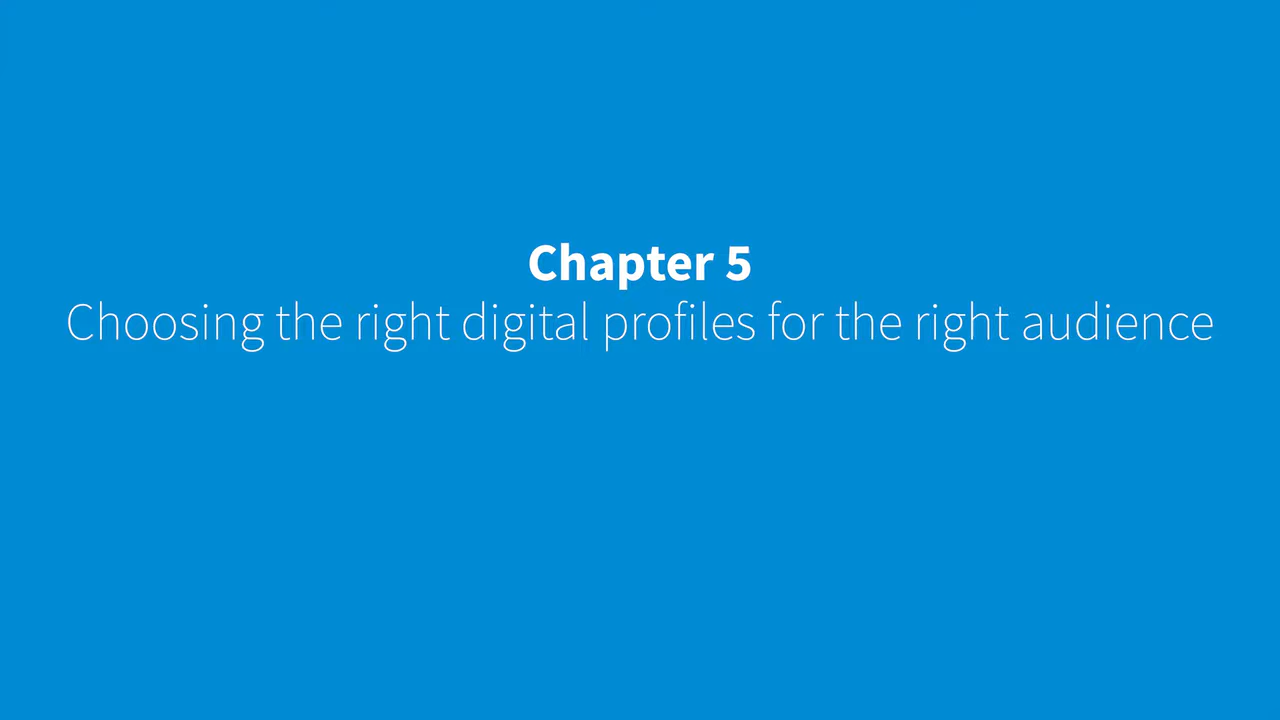 Chapter 5
Choosing the right digital profiles for the right audience